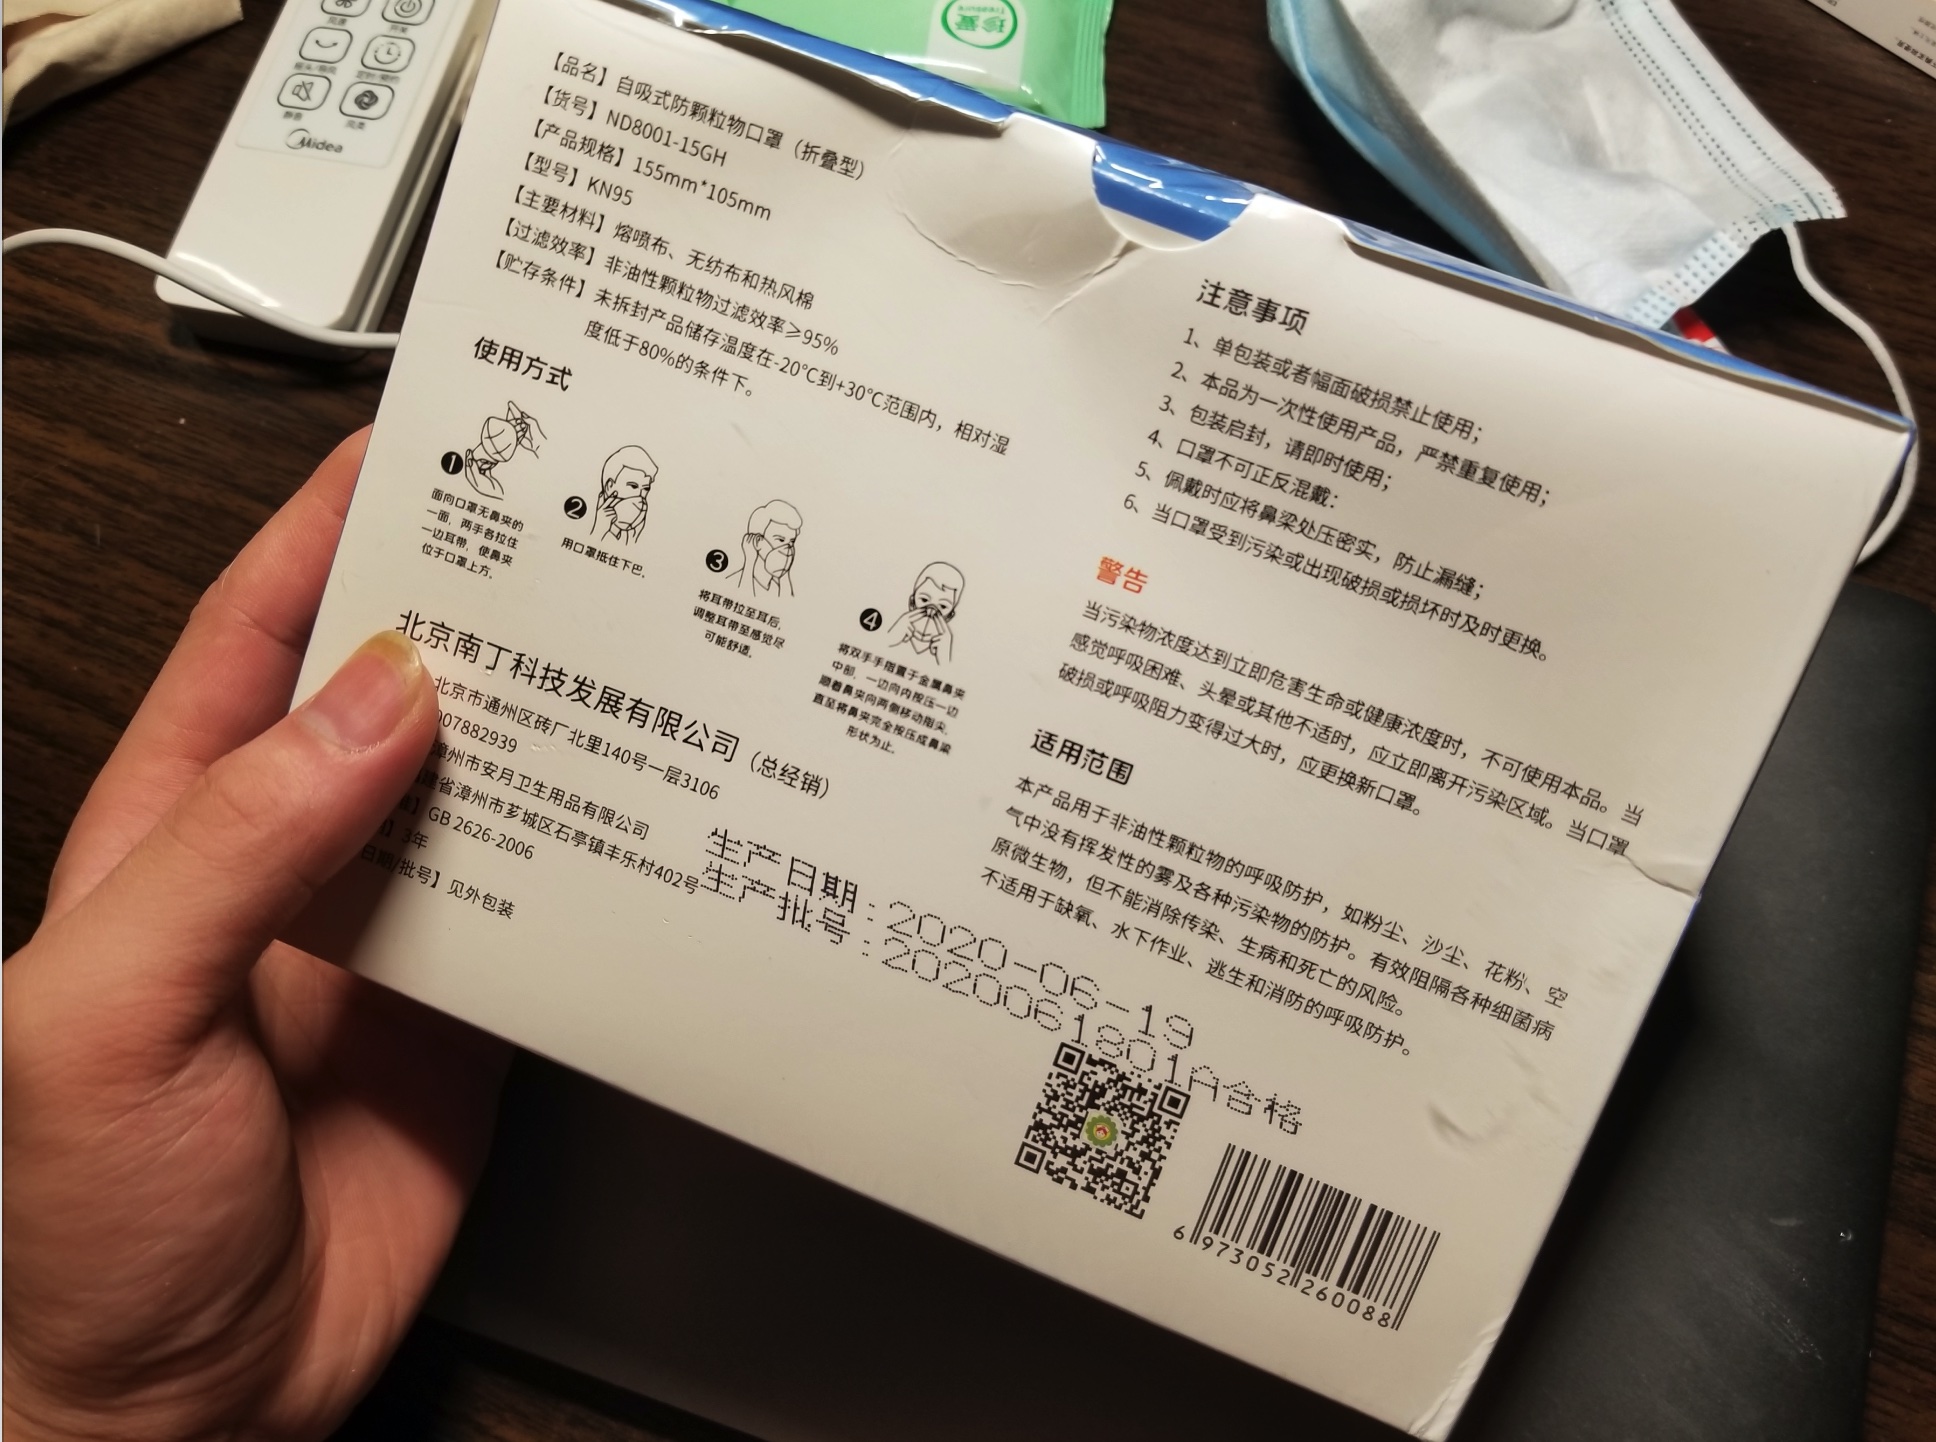 Midea
珍爱
Treasure
【品名】自吸式防颗粒物口罩（折叠型）
【货号】ND8001-15GH
【产品规格】155mm*105mm
【型号】KN95
【主要材料】熔喷布、无纺布和热风棉
【过滤效率】非油性颗粒物过滤效率≥95%
【贮存条件】未拆封产品储存温度在-20℃到+30℃范围内，相对湿
度低于80%的条件下。
使用方式
1
面向口罩无鼻夹的
一面，两手各拉住
一边耳带，使鼻夹
位于口罩上方。
2
用口罩抵住下巴。
3
将耳带拉至耳后，
调整耳带至感觉尽
可能舒适。
4
将双手手指置于金属鼻夹
中部，一边向内按压一边
顺着鼻夹向两侧移动指尖，
直至将鼻夹完全按压成鼻梁
形状为止。
北京南丁科技发展有限公司（总经销）
北京市通州区砖厂北里140号一层3106
007882939
漳州市安月卫生用品有限公司
建省漳州市芗城区石亭镇丰乐村402号
GB 2626-2006
3年
日期/批号】见外包装
生产日期：2020-06-19
生产批号：2020061801A合格
注意事项
1、单包装或者幅面破损禁止使用；
2、本品为一次性使用产品，严禁重复使用；
3、包装启封，请即时使用；
4、口罩不可正反混戴：
5、佩戴时应将鼻梁处压密实，防止漏缝；
6、当口罩受到污染或出现破损或损坏时及时更换。
警告
当污染物浓度达到立即危害生命或健康浓度时，不可使用本品。当
感觉呼吸困难、头晕或其他不适时，应立即离开污染区域。当口罩
破损或呼吸阻力变得过大时，应更换新口罩。
适用范围
本产品用于非油性颗粒物的呼吸防护，如粉尘、沙尘、花粉、空
气中没有挥发性的雾及各种污染物的防护。有效阻隔各种细菌病
原微生物，但不能消除传染、生病和死亡的风险。
不适用于缺氧、水下作业、逃生和消防的呼吸防护。
6 973052 260088